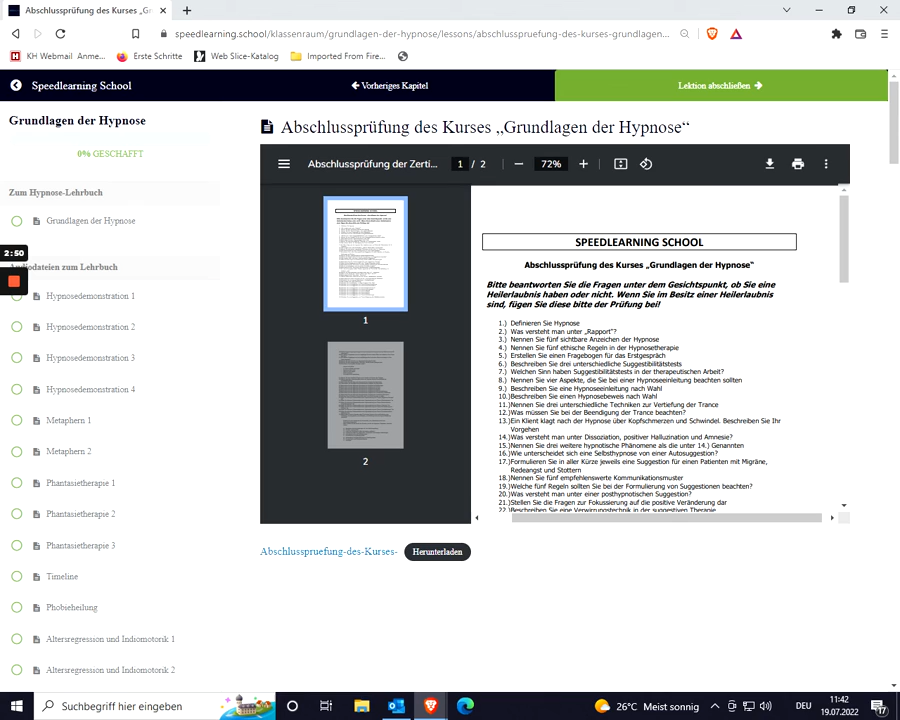 Abschlussprüfung des Kurses „Gr
speedlearning.school/klassenraum/grundlagen-der-hypnose/lessons/abschlusspruefung-des-kurses-grundlagen...
KH Webmail Anme...
Erste Schritte
Web Slice-Katalog
Imported From Fire...
Speedlearning School
Vorheriges Kapitel
Lektion abschließen
Grundlagen der Hypnose
0% GESCHAFFT
Zum Hypnose-Lehrbuch
Grundlagen der Hypnose
2:50
diodateien zum Lehrbuch
Hypnosedemonstration 1
Hypnosedemonstration 2
Hypnosedemonstration 3
Hypnosedemonstration 4
Metaphern 1
Metaphern 2
Phantasietherapie 1
Phantasietherapie 2
Phantasietherapie 3
Timeline
Phobieheilung
Altersregression und Indiomotorik 1
Altersregression und Indiomotorik 2
Abschlussprüfung des Kurses „Grundlagen der Hypnose“
Abschlussprüfung der Zerti...
1 / 2
72%
1
2
SPEEDLEARNING SCHOOL
Abschlussprüfung des Kurses „Grundlagen der Hypnose“
Bitte beantworten Sie die Fragen unter dem Gesichtspunkt, ob Sie eine
Heilerlaubnis haben oder nicht. Wenn Sie im Besitz einer Heilerlaubnis
sind, fügen Sie diese bitte der Prüfung bei!
1.) Definieren Sie Hypnose
2.) Was versteht man unter „Rapport“?
3.) Nennen Sie fünf sichtbare Anzeichen der Hypnose
4.) Nennen Sie fünf ethische Regeln in der Hypnosetherapie
5.) Erstellen Sie einen Fragebogen für das Erstgespräch
6.) Beschreiben Sie drei unterschiedliche Suggestibilitätstests
7.) Welchen Sinn haben Suggestibilitätstests in der therapeutischen Arbeit?
8.) Nennen Sie vier Aspekte, die Sie bei einer Hypnoseeinleitung beachten sollten
9.) Beschreiben Sie eine Hypnoseeinleitung nach Wahl
10.)Beschreiben Sie einen Hypnosebeweis nach Wahl
11.)Nennen Sie drei unterschiedliche Techniken zur Vertiefung der Trance
12.)Was müssen Sie bei der Beendigung der Trance beachten?
13.)Ein Klient klagt nach der Hypnose über Kopfschmerzen und Schwindel. Beschreiben Sie Ihr
Vorgehen
14.)Was versteht man unter Dissoziation, positiver Halluzination und Amnesie?
15.)Nennen Sie drei weitere hypnotische Phänomene als die unter 14.) Genannten
16.)Wie unterscheidet sich eine Selbsthypnose von einer Autosuggestion?
17.)Formulieren Sie in aller Kürze jeweils eine Suggestion für einen Patienten mit Migräne,
Redeangst und Stottern
18.)Nennen Sie fünf empfehlenswerte Kommunikationsmuster
19.)Welche fünf Regeln sollten Sie bei der Formulierung von Suggestionen beachten?
20.)Was versteht man unter einer posthypnotischen Suggestion?
21.)Stellen Sie die Fragen zur Fokussierung auf die positive Veränderung dar
22.)Beschreiben Sie eine Verwirrungstechnik in der suggestiven Therapie
Abschlusspruefung-des-Kurses-
Herunterladen
Suchbegriff hier eingeben
26°C Meist sonnig
DEU
11:42
19.07.2022
17